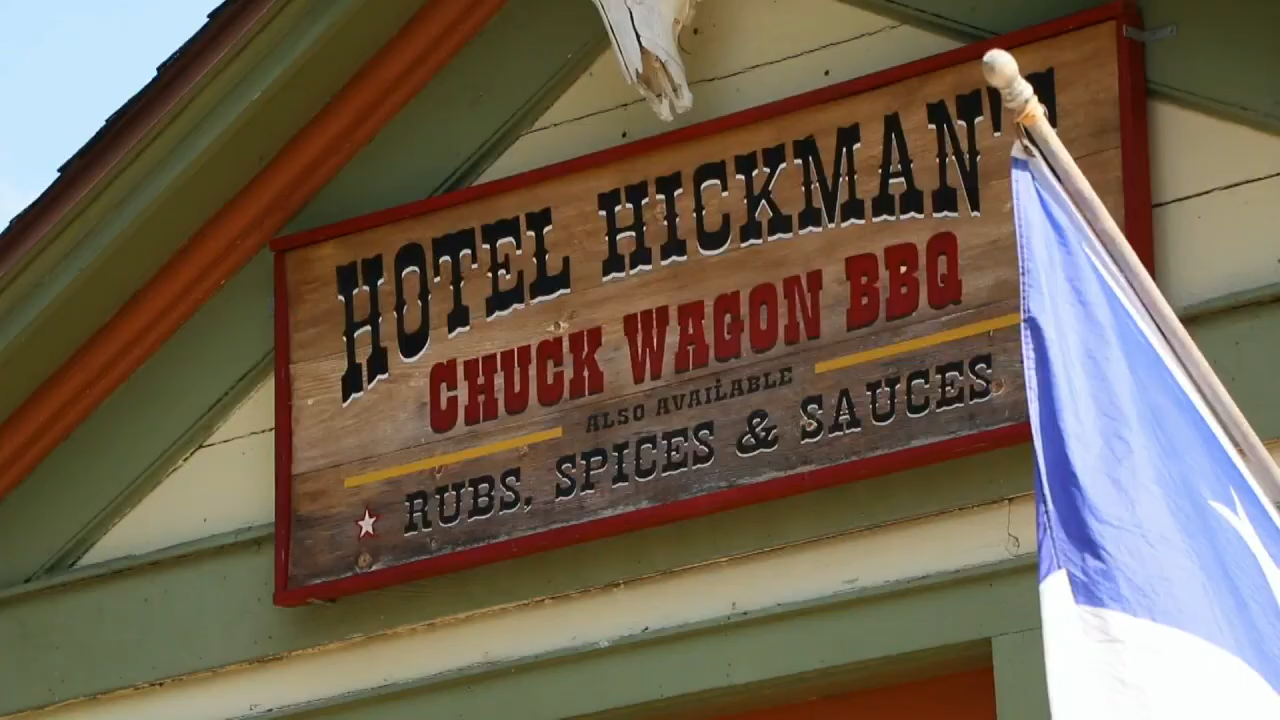 HOTEL HICKMAN'S
CHUCK WAGON BBQ
ALSO AVAILABLE
RUBS, SPICES & SAUCES